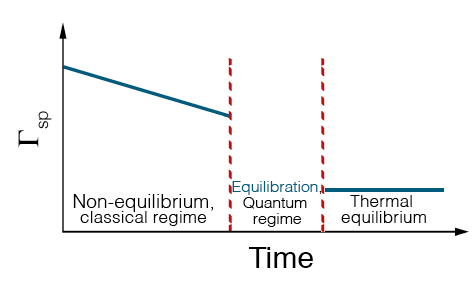 Γsp
Non-equilibrium,
classical regime
Equilibration,
Quantum
regime
Thermal
equilibrium
Time